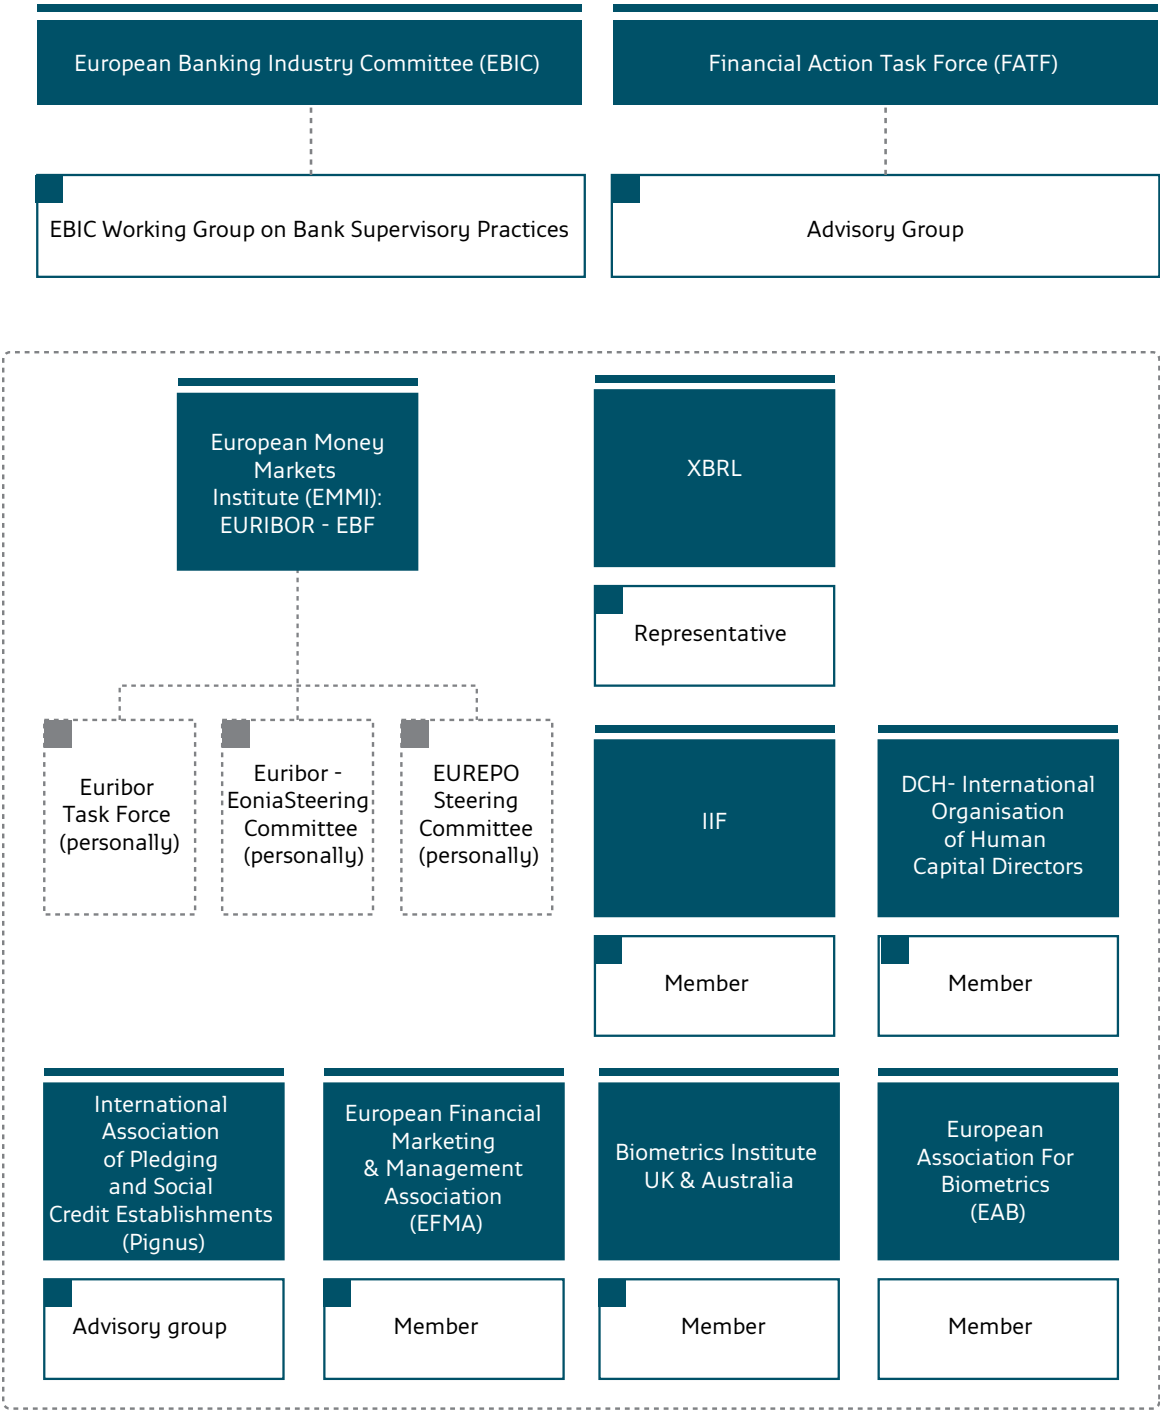 European Banking Industry Committee (EBIC)
Financial Action Task Force (FATF)
EBIC Working Group on Bank Supervisory Practices
Advisory Group
European Money
Markets
Institute (EMMI):
EURIBOR - EBF
XBRL
Representative
Euribor
Task Force
(personally)
Euribor -
EoniaSteering
Committee
(personally)
EUREPO
Steering
Committee
(personally)
IIF
DCH- International
Organisation
of Human
Capital Directors
Member
Member
International
Association
of Pledging
and Social
Credit Establishments
(Pignus)
European Financial
Marketing
& Management
Association
(EFMA)
Biometrics Institute
UK & Australia
European
Association For
Biometrics
(EAB)
Advisory group
Member
Member
Member